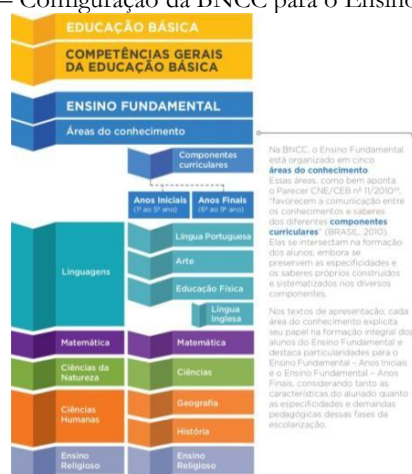 – Configuração da BNCC para o Ensino
EDUCAÇÃO BÁSICA
COMPETÊNCIAS GERAIS
DA EDUCAÇÃO BÁSICA
ENSINO FUNDAMENTAL
Áreas do conhecimento
Componentes
curriculares
Anos Iniciais
(1º ao 5º ano)
Anos Finais
(6º ao 9º ano)
Linguagens
Língua Portuguesa
Arte
Educação Física
Língua
Inglesa
Matemática
Matemática
Ciências da
Natureza
Ciências
Ciências
Humanas
Geografia
História
Ensino
Religioso
Ensino
Religioso
Na BNCC, o Ensino Fundamental
está organizado em cinco
áreas do conhecimento
Essas áreas, como bem aponta
o Parecer CNE/CEB nº 11/2010
"favorecem a comunicação entre
os conhecimentos e saberes
dos diferentes componentes
curriculares" (BRASIL, 2010).
Elas se intersectam na formação
dos alunos, embora se
preservem as especificidades e
os saberes próprios construídos
e sistematizados nos diversos
componentes.
Nos textos de apresentação, cada
área do conhecimento explicita
seu papel na formação integral dos
alunos do Ensino Fundamental e
destaca particularidades para o
Ensino Fundamental – Anos Iniciais
e o Ensino Fundamental – Anos
Finais, considerando tanto as
características do alunado quanto
as especificidades e demandas
pedagógicas dessas fases da
escolarização.